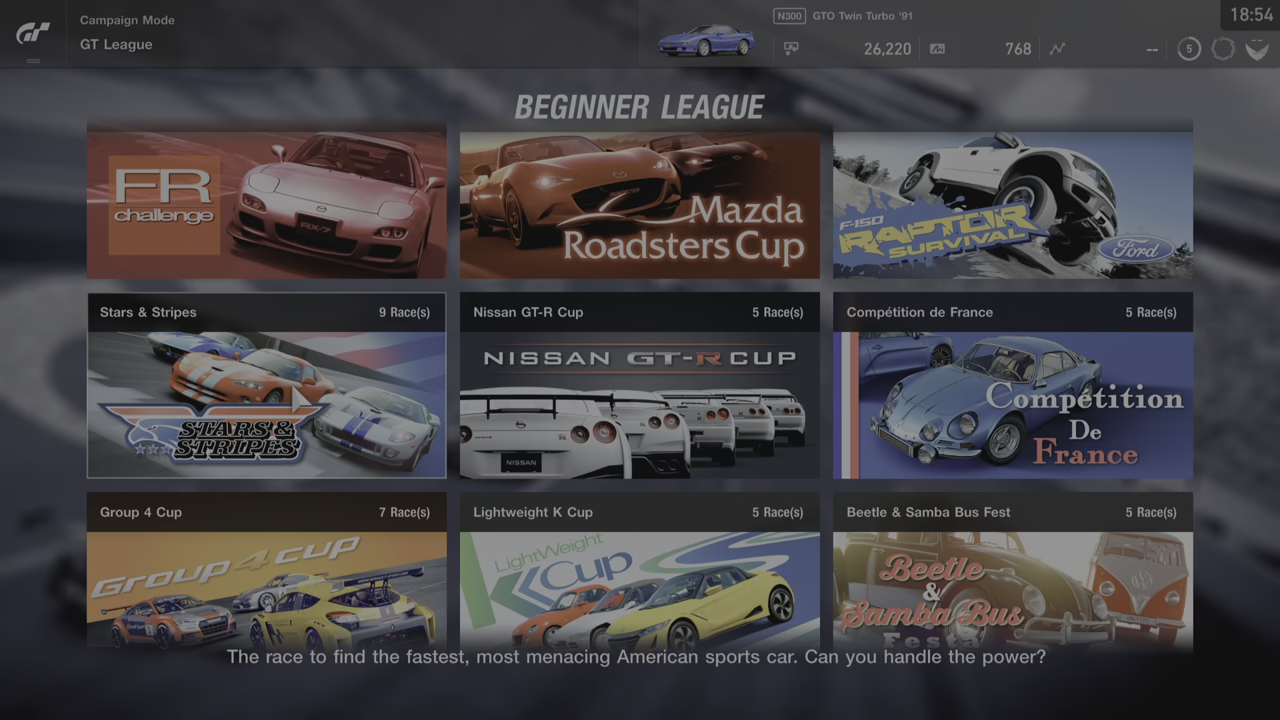 Campaign Mode
GT League
N300 GTO Twin Turbo '91
26,220
768
--
5
18:54
BEGINNER LEAGUE
FR
challenge
RX-7
Mazda
Roadsters Cup
F-150
RAPTOR
SURVIVAL
Ford
Stars & Stripes
9 Race(s)
STARS &
STRIPES
Nissan GT-R Cup
5 Race(s)
NISSAN GT-R CUP
NISSAN
Compétition de France
5 Race(s)
Compétition
De
France
Group 4 Cup
7 Race(s)
Group 4 Cup
Lightweight K Cup
5 Race(s)
LightWeight
K Cup
Beetle & Samba Bus Fest
5 Race(s)
Beetle
&
Samba Bus
Fest
The race to find the fastest, most menacing American sports car. Can you handle the power?